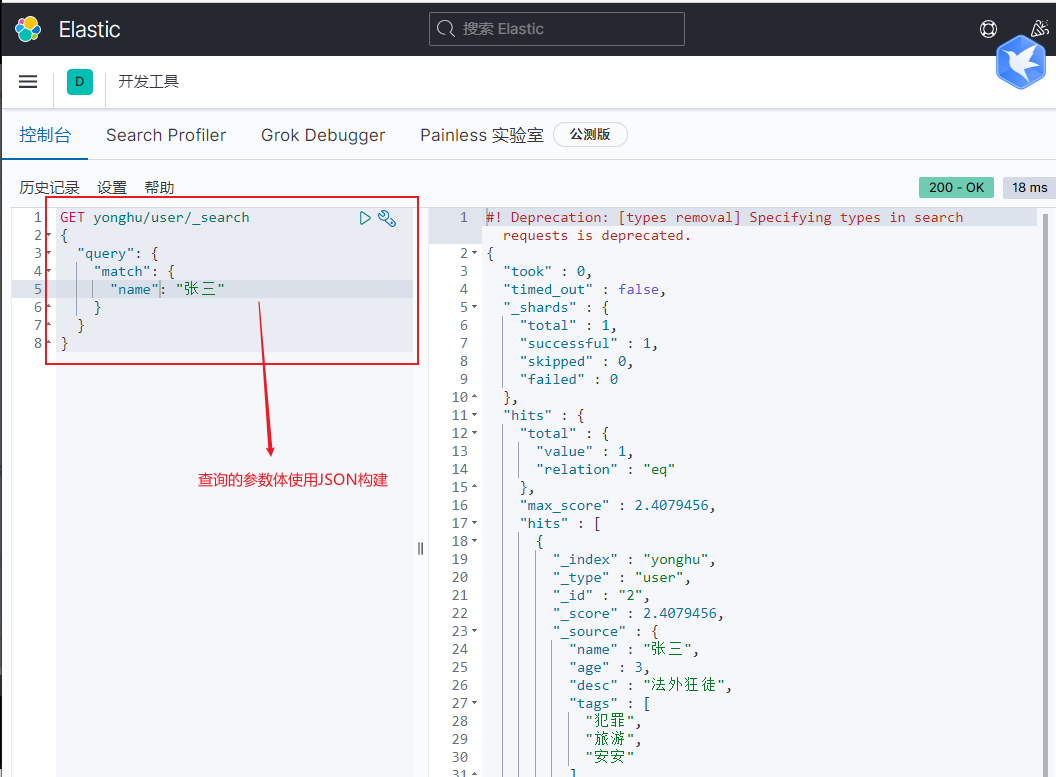 Elastic
搜索 Elastic
D
开发工具
控制台
Search Profiler
Grok Debugger
Painless 实验室
公测版
历史记录
设置
帮助
200 - OK
18 ms
1 GET yonghu/user/_search
2 {
3 "query": {
4 "match": {
5 "name": "张三"
6 }
7 }
8 }
查询的参数体使用JSON构建
1 #! Deprecation: [types removal] Specifying types in search
requests is deprecated.
2 {
3 "took" : 0,
4 "timed_out" : false,
5 "_shards" : {
6 "total" : 1,
7 "successful" : 1,
8 "skipped" : 0,
9 "failed" : 0
10 },
11 "hits" : {
12 "total" : {
13 "value" : 1,
14 "relation" : "eq"
15 },
16 "max_score" : 2.4079456,
17 "hits" : [
18 {
19 "_index" : "yonghu",
20 "_type" : "user",
21 "_id" : "2",
22 "_score" : 2.4079456,
23 "_source" : {
24 "name" : "张三",
25 "age" : 3,
26 "desc" : "法外狂徒",
27 "tags" : [
28 "犯罪",
29 "旅游",
30 "安安"
31 ]